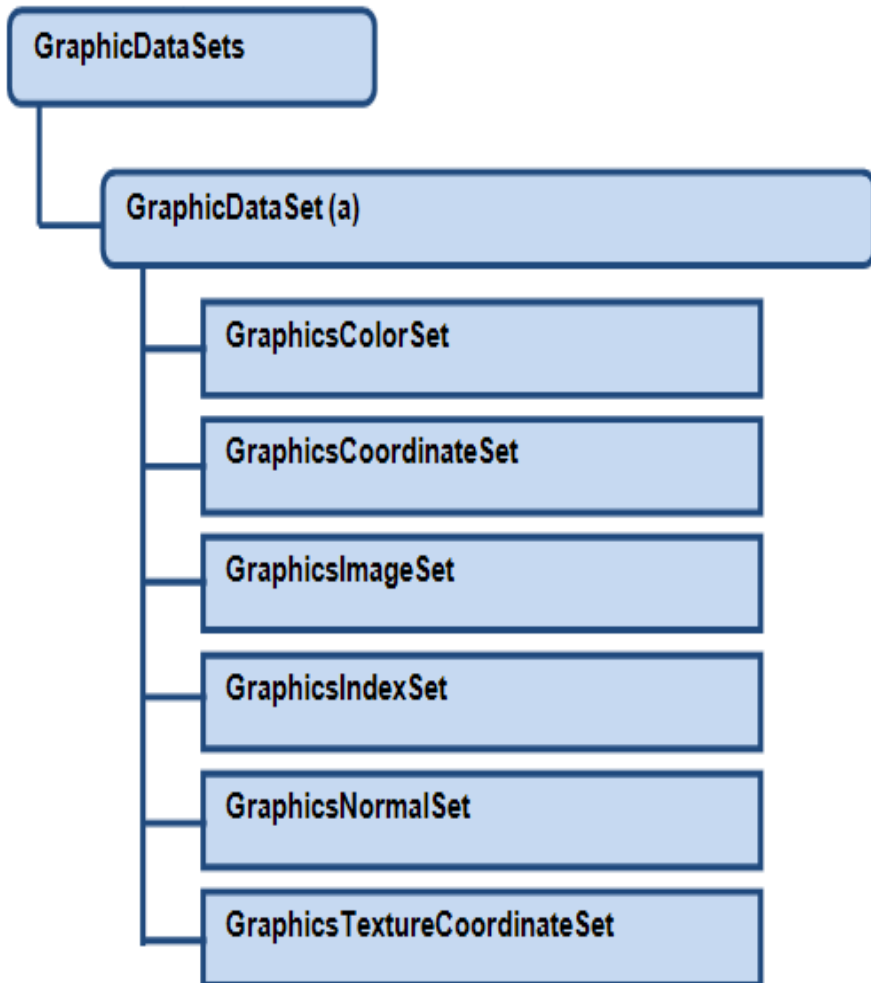 GraphicDataSets
GraphicDataSet (a)
GraphicsColorSet
GraphicsCoordinateSet
GraphicsImageSet
GraphicsIndexSet
GraphicsNormalSet
GraphicsTextureCoordinateSet